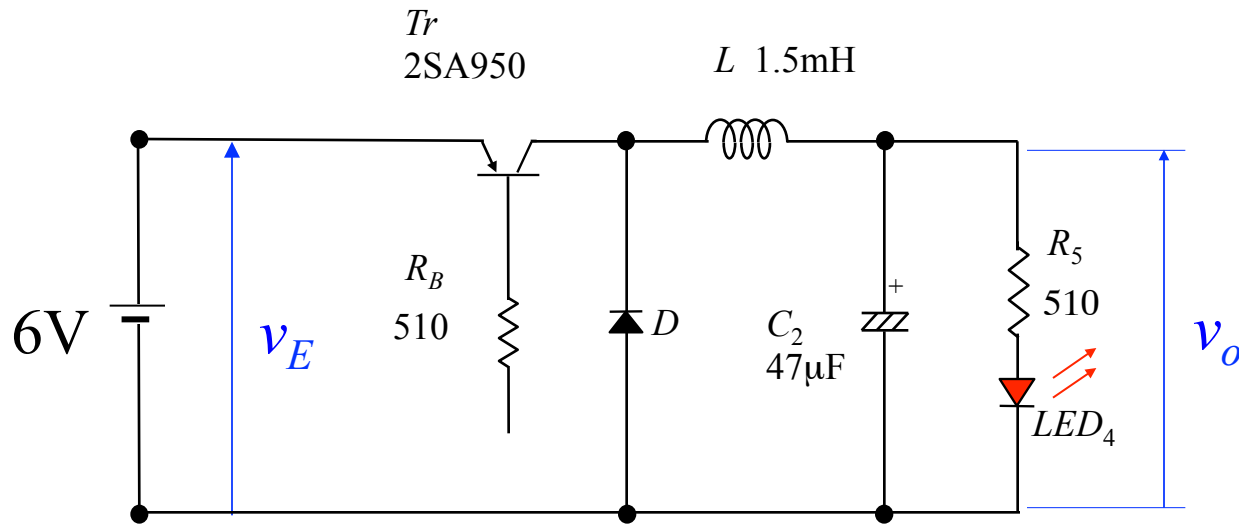 Tr
2SA950
L 1.5mH
6V
v_E
R_B
510
D
C_2
47μF
+
R_5
510
LED_4
v_o